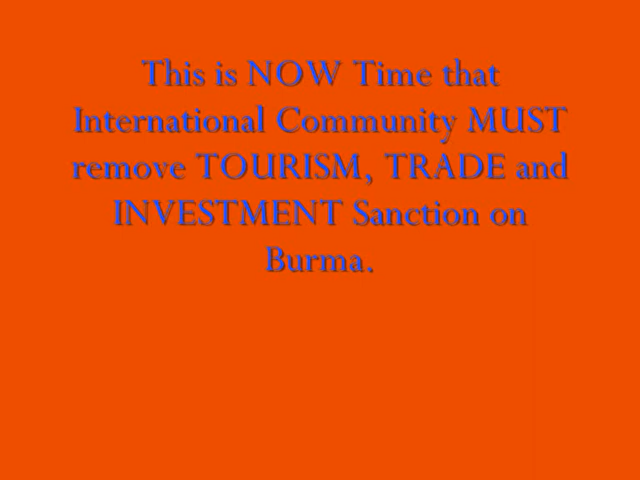 This is NOW Time that
International Community MUST
remove TOURISM, TRADE and
INVESTMENT Sanction on
Burma.